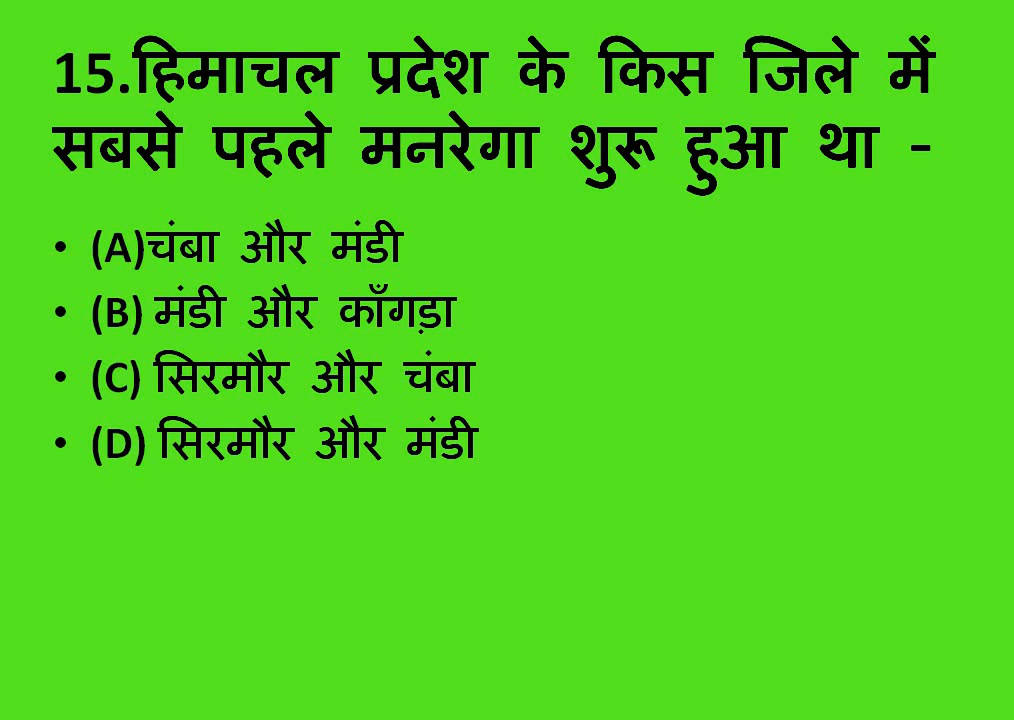 15.हिमाचल प्रदेश के किस जिले में
सबसे पहले मनरेगा शुरू हुआ था -
• (A)चंबा और मंडी
• (B) मंडी और काँगड़ा
• (C) सिरमौर और चंबा
• (D) सिरमौर और मंडी